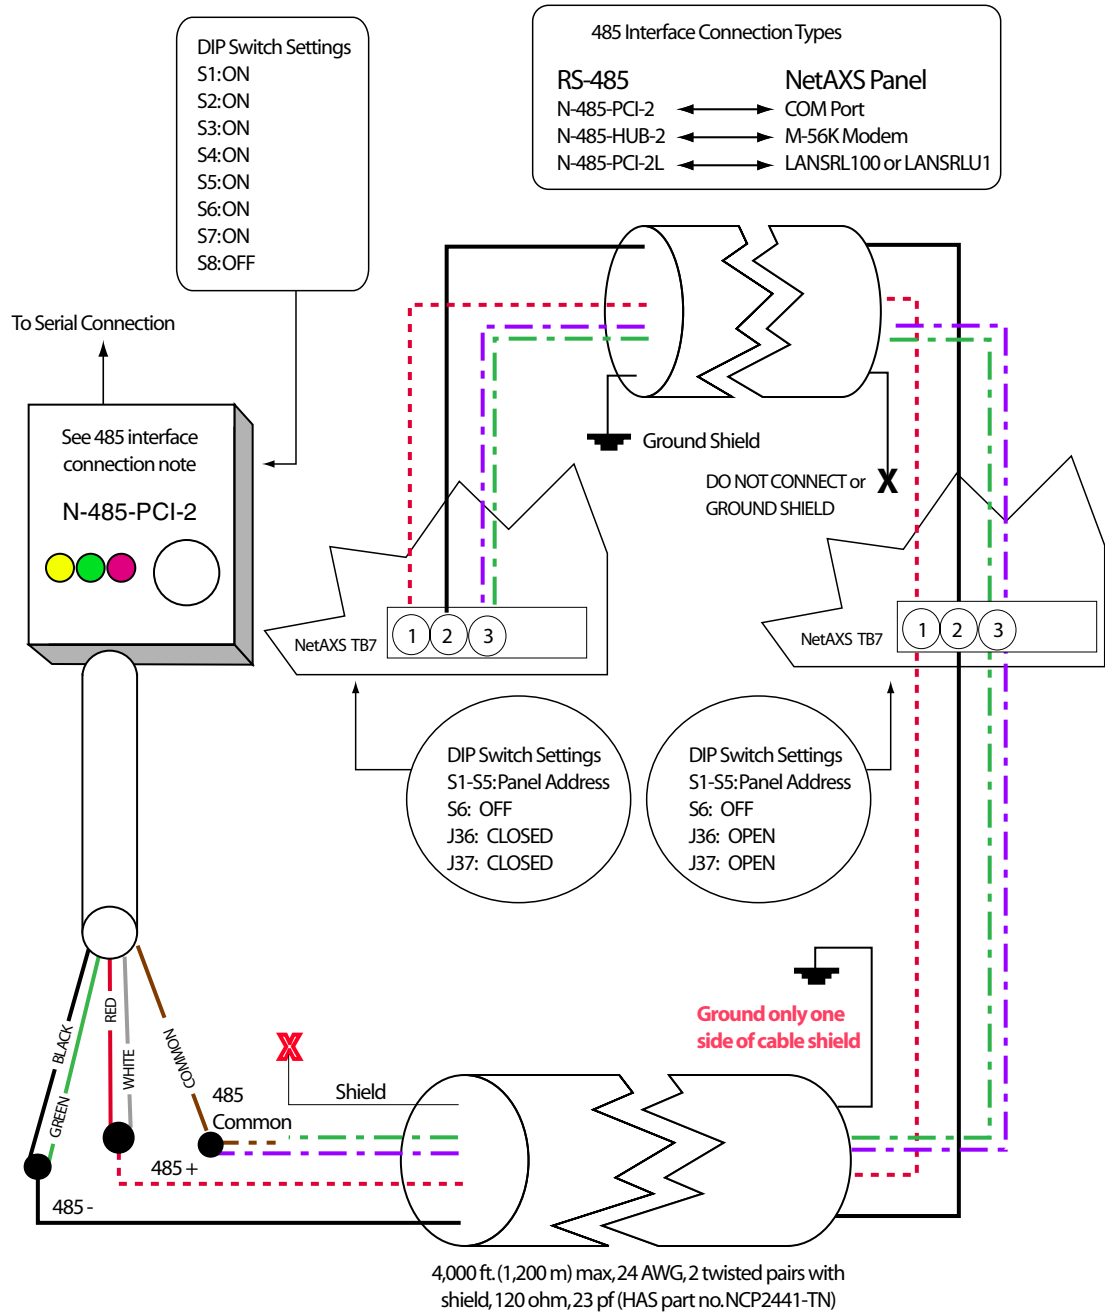 DIP Switch Settings
S1:ON
S2:ON
S3:ON
S4:ON
S5:ON
S6:ON
S7:ON
S8:OFF
485 Interface Connection Types
RS-485 NetAXS Panel
N-485-PCI-2 COM Port
N-485-HUB-2 M-56K Modem
N-485-PCI-2L LANSRL100 or LANSRLU1
To Serial Connection
See 485 interface
connection note
N-485-PCI-2
Ground Shield
DO NOT CONNECT or
GROUND SHIELD
X
NetAXS TB7
1 2 3
NetAXS TB7
1 2 3
DIP Switch Settings
S1-S5:Panel Address
S6: OFF
J36: CLOSED
J37: CLOSED
DIP Switch Settings
S1-S5:Panel Address
S6: OFF
J36: OPEN
J37: OPEN
BLACK
GREEN
RED
WHITE
COMMON
X
Shield
485
Common
485 +
485 -
Ground only one
side of cable shield
4,000 ft. (1,200 m) max, 24 AWG, 2 twisted pairs with
shield, 120 ohm, 23 pf (HAS part no. NCP2441-TN)